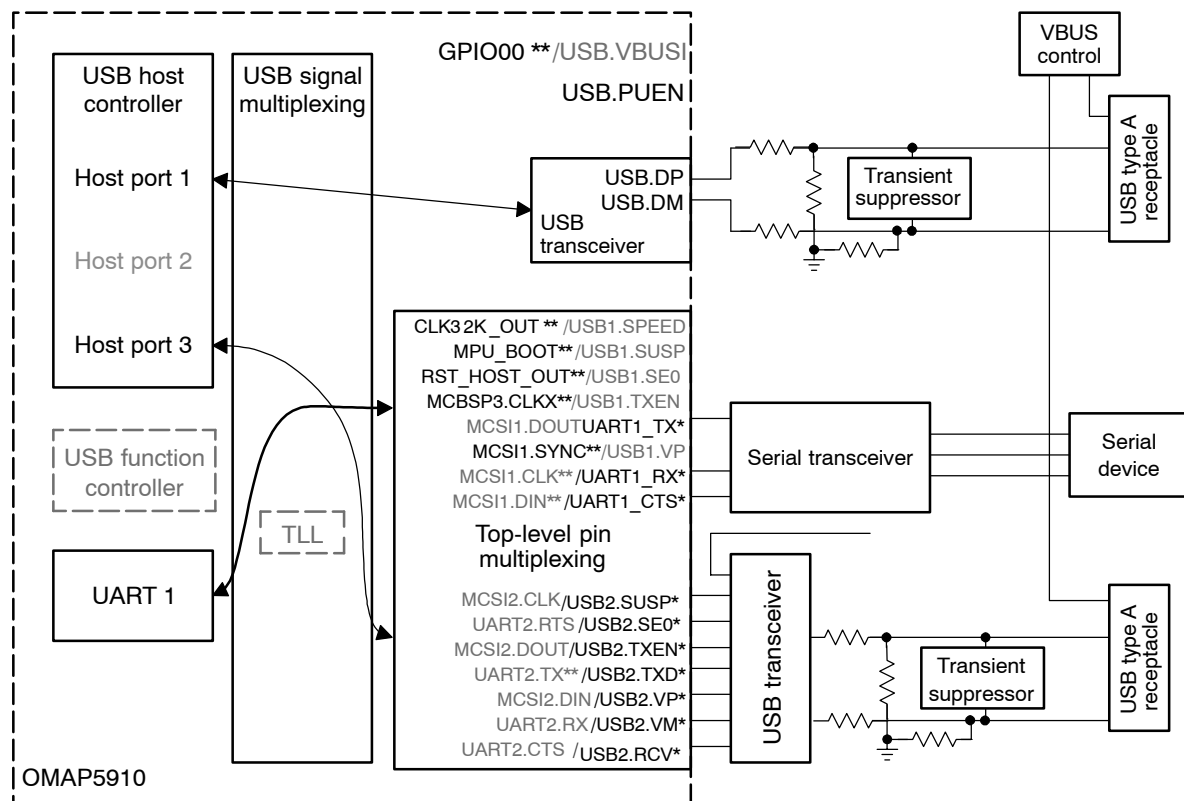 GPIO00 **/USB.VBUSI
USB.PUEN
USB host
controller
Host port 1
Host port 2
Host port 3
USB signal
multiplexing
USB function
controller
TLL
UART 1
OMAP5910
USB.DP
USB.DM
USB
transceiver
CLK32K_OUT **/USB1.SPEED
MPU_BOOT**/USB1.SUSP
RST_HOST_OUT**/USB1.SE0
MCBSP3.CLKX**/USB1.TXEN
MCSI1.DOUTUART1_TX*
MCSI1.SYNC**/USB1.VP
MCSI1.CLK**/UART1_RX*
MCSI1.DIN**/UART1_CTS*
Top-level pin
multiplexing
MCSI2.CLK/USB2.SUSP*
UART2.RTS/USB2.SE0*
MCSI2.DOUT/USB2.TXEN*
UART2.TX**/USB2.TXD*
MCSI2.DIN/USB2.VP*
UART2.RX/USB2.VM*
UART2.CTS /USB2.RCV*
VBUS
control
Transient
suppressor
USB type A
receptacle
Serial transceiver
Serial
device
USB transceiver
Transient
suppressor
USB type A
receptacle